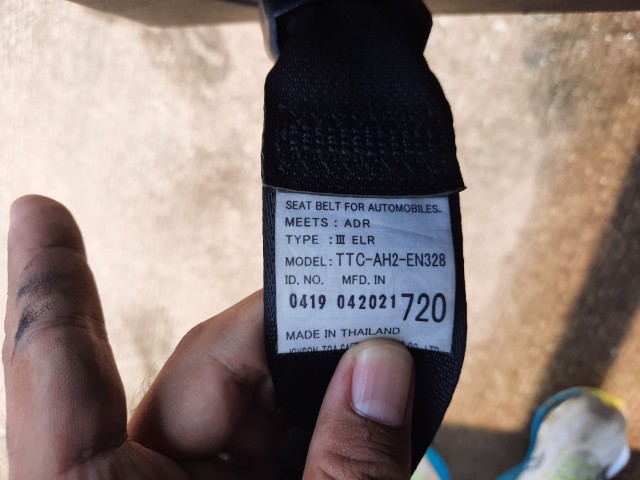 SEAT BELT FOR AUTOMOBILES.
MEETS : ADR
TYPE : Ⅲ ELR
MODEL: TTC-AH2-EN328
ID. NO. MFD. IN
0419 042021 720
MADE IN THAILAND
LTD